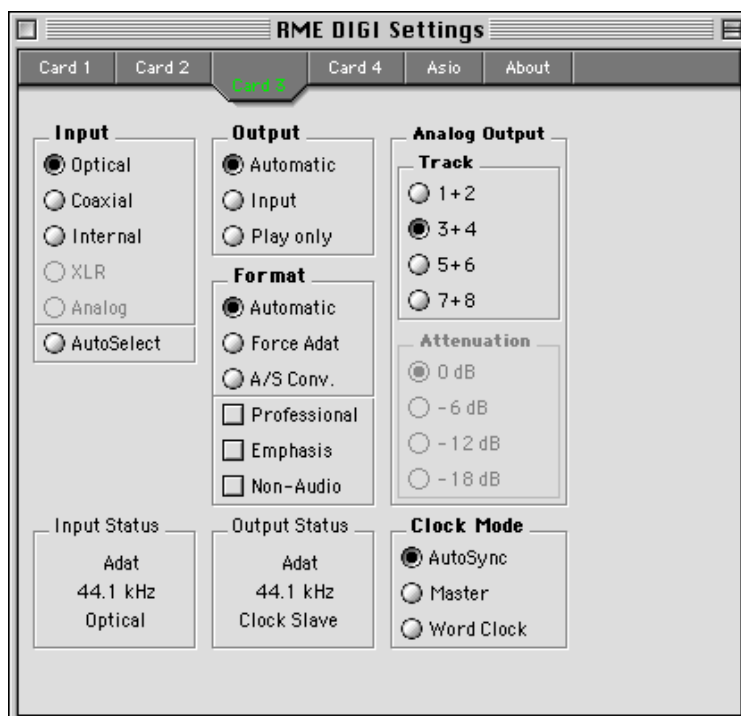 RME DIGI Settings
Card 1
Card 2
Card 3
Card 4
Asio
About
Input
Optical
Coaxial
Internal
XLR
Analog
AutoSelect
Output
Automatic
Input
Play only
Format
Automatic
Force Adat
A/S Conv.
Professional
Emphasis
Non-Audio
Analog Output
Track
1+2
3+4
5+6
7+8
Attenuation
0 dB
-6 dB
-12 dB
-18 dB
Input Status
Adat
44.1 kHz
Optical
Output Status
Adat
44.1 kHz
Clock Slave
Clock Mode
AutoSync
Master
Word Clock